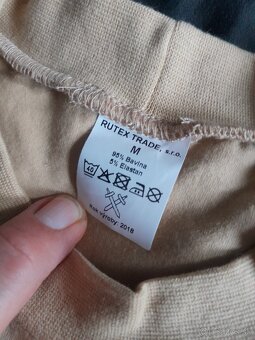 RUTEX TRADE, s.r.o.
M
95% Bavlna
5% Elastan
40
Rok výroby: 2018